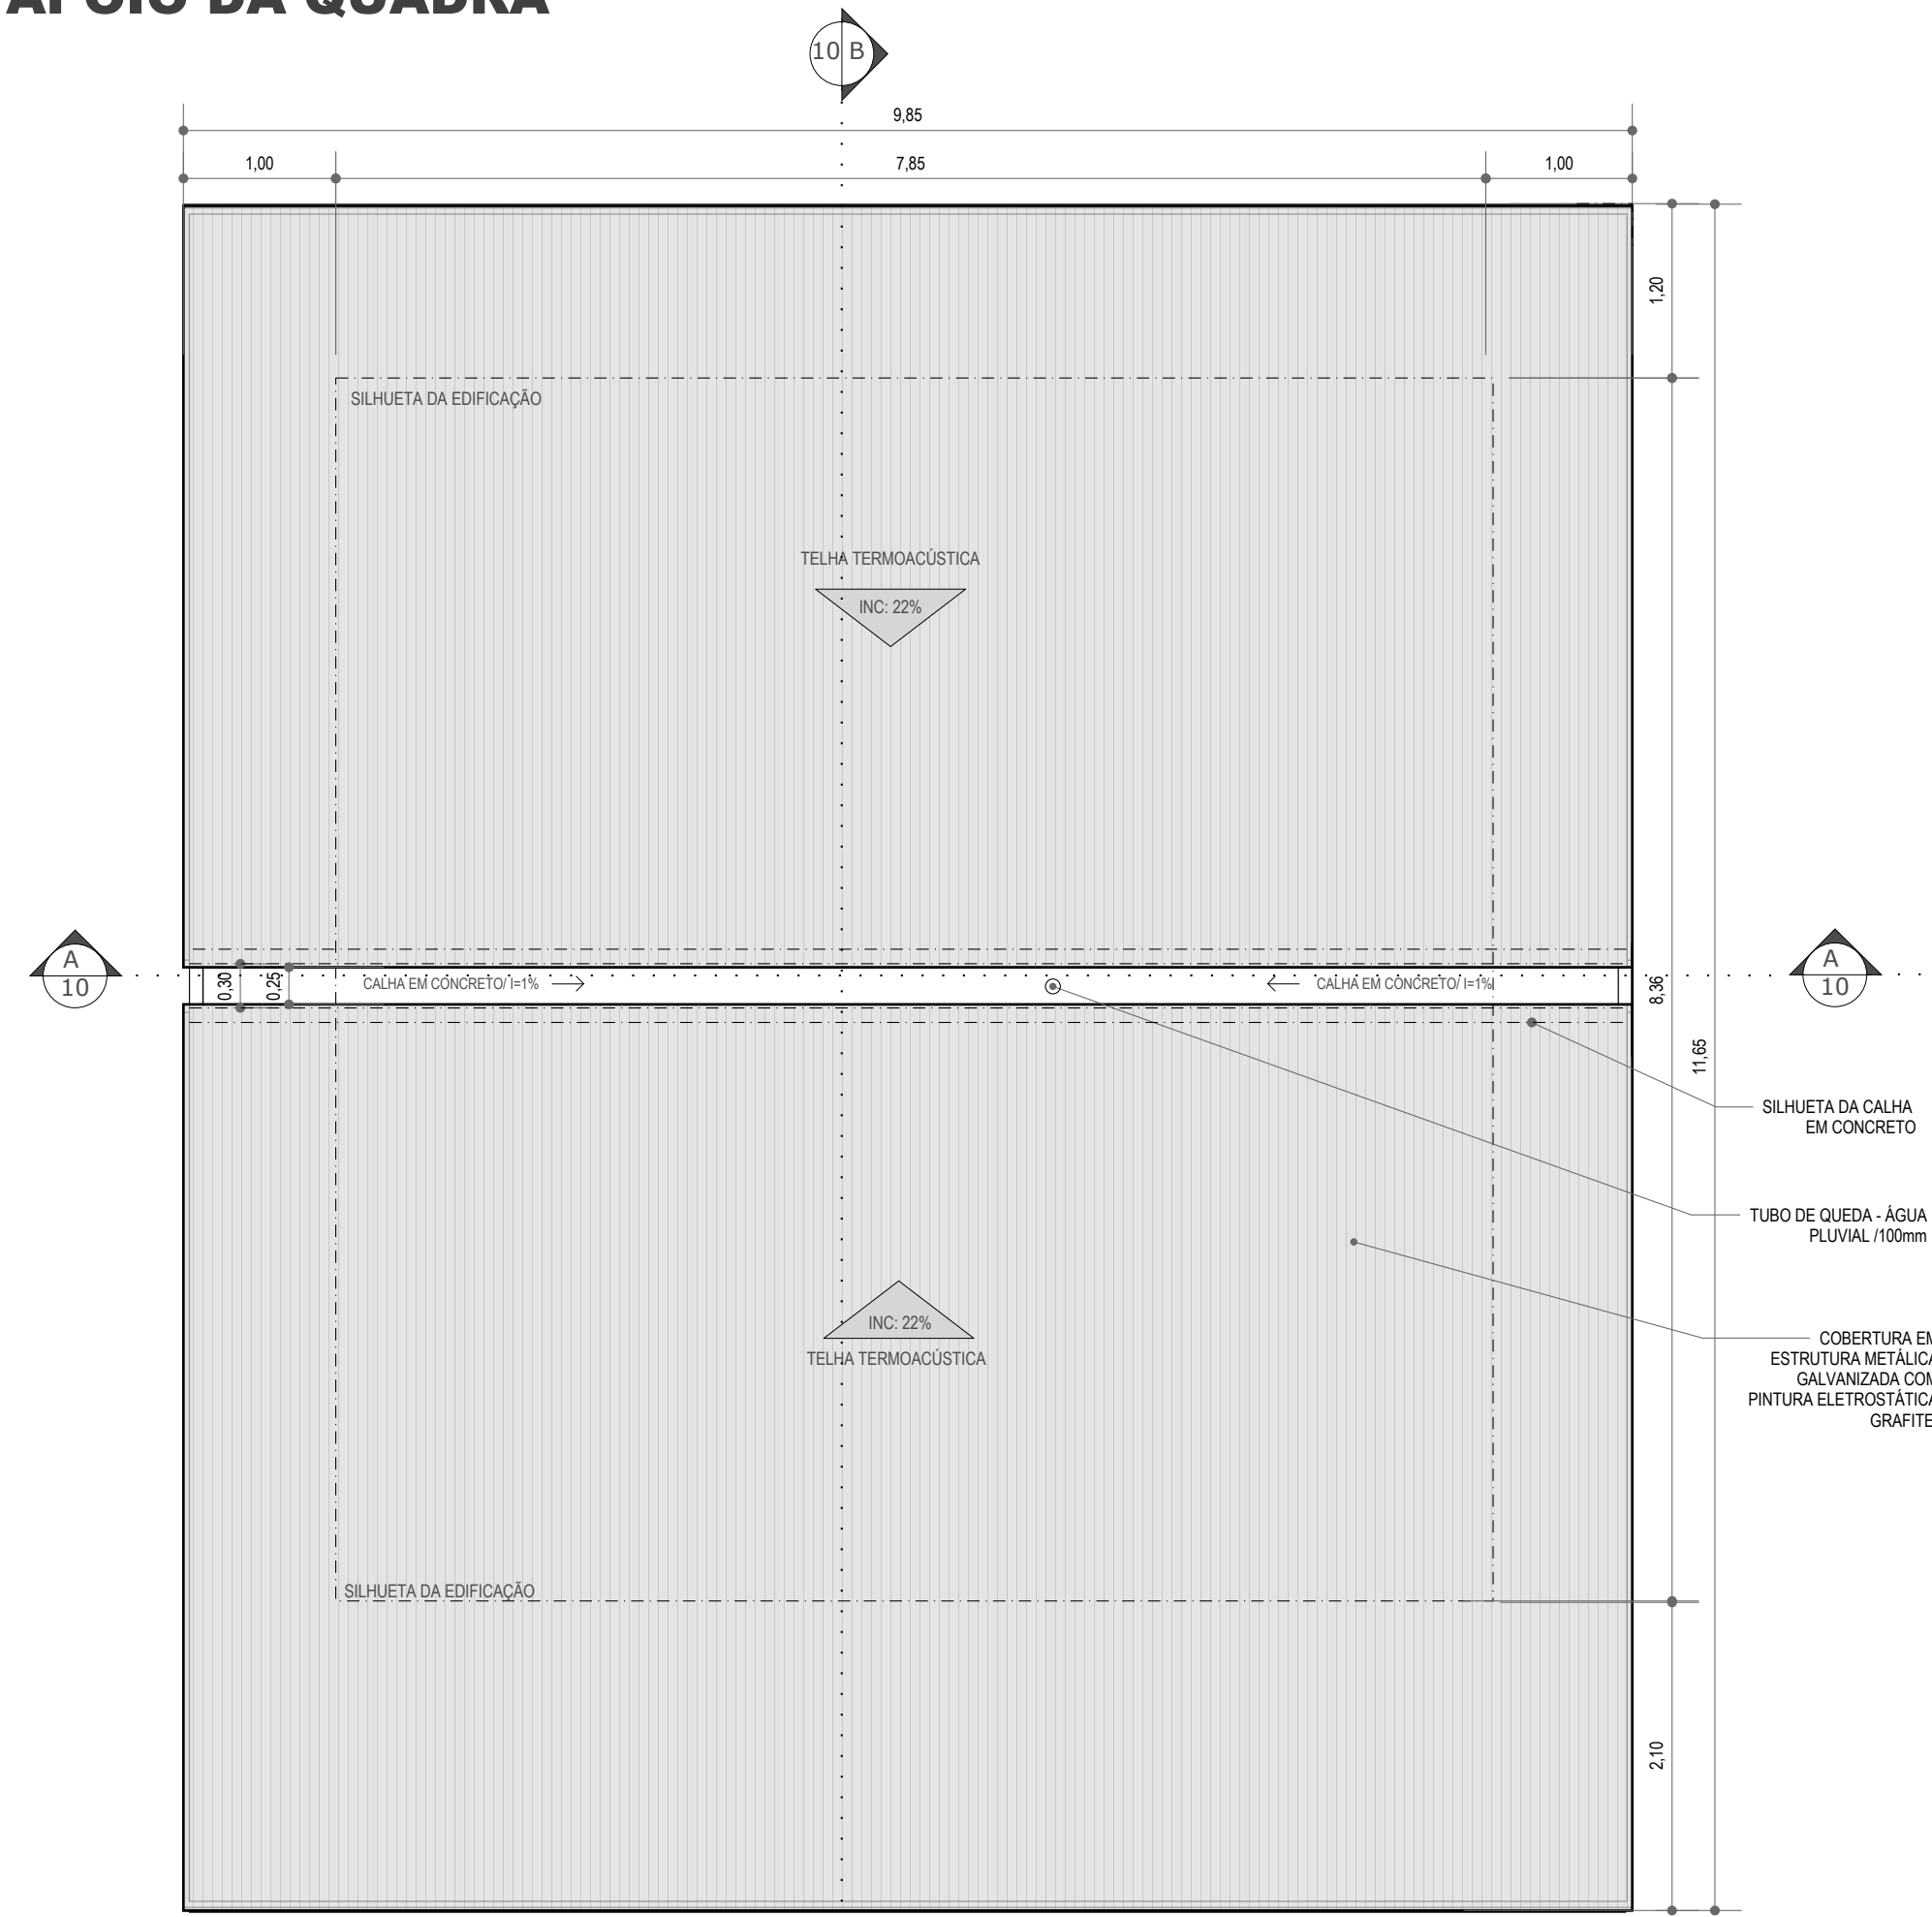 APOIO DA QUADRA
10 B
9,85
1,00
7,85
1,00
1,20
SILHUETA DA EDIFICAÇÃO
TELHA TERMOACÚSTICA
INC: 22%
A
10
0,30
0,25
CALHA EM CONCRETO/ I=1%
CALHA EM CONCRETO/ I=1%
8,36
A
10
11,65
SILHUETA DA CALHA
EM CONCRETO
TUBO DE QUEDA - ÁGUA
PLUVIAL /100mm
INC: 22%
TELHA TERMOACÚSTICA
COBERTURA EM
ESTRUTURA METÁLICA
GALVANIZADA COM
PINTURA ELETROSTÁTICA
GRAFITE
SILHUETA DA EDIFICAÇÃO
2,10